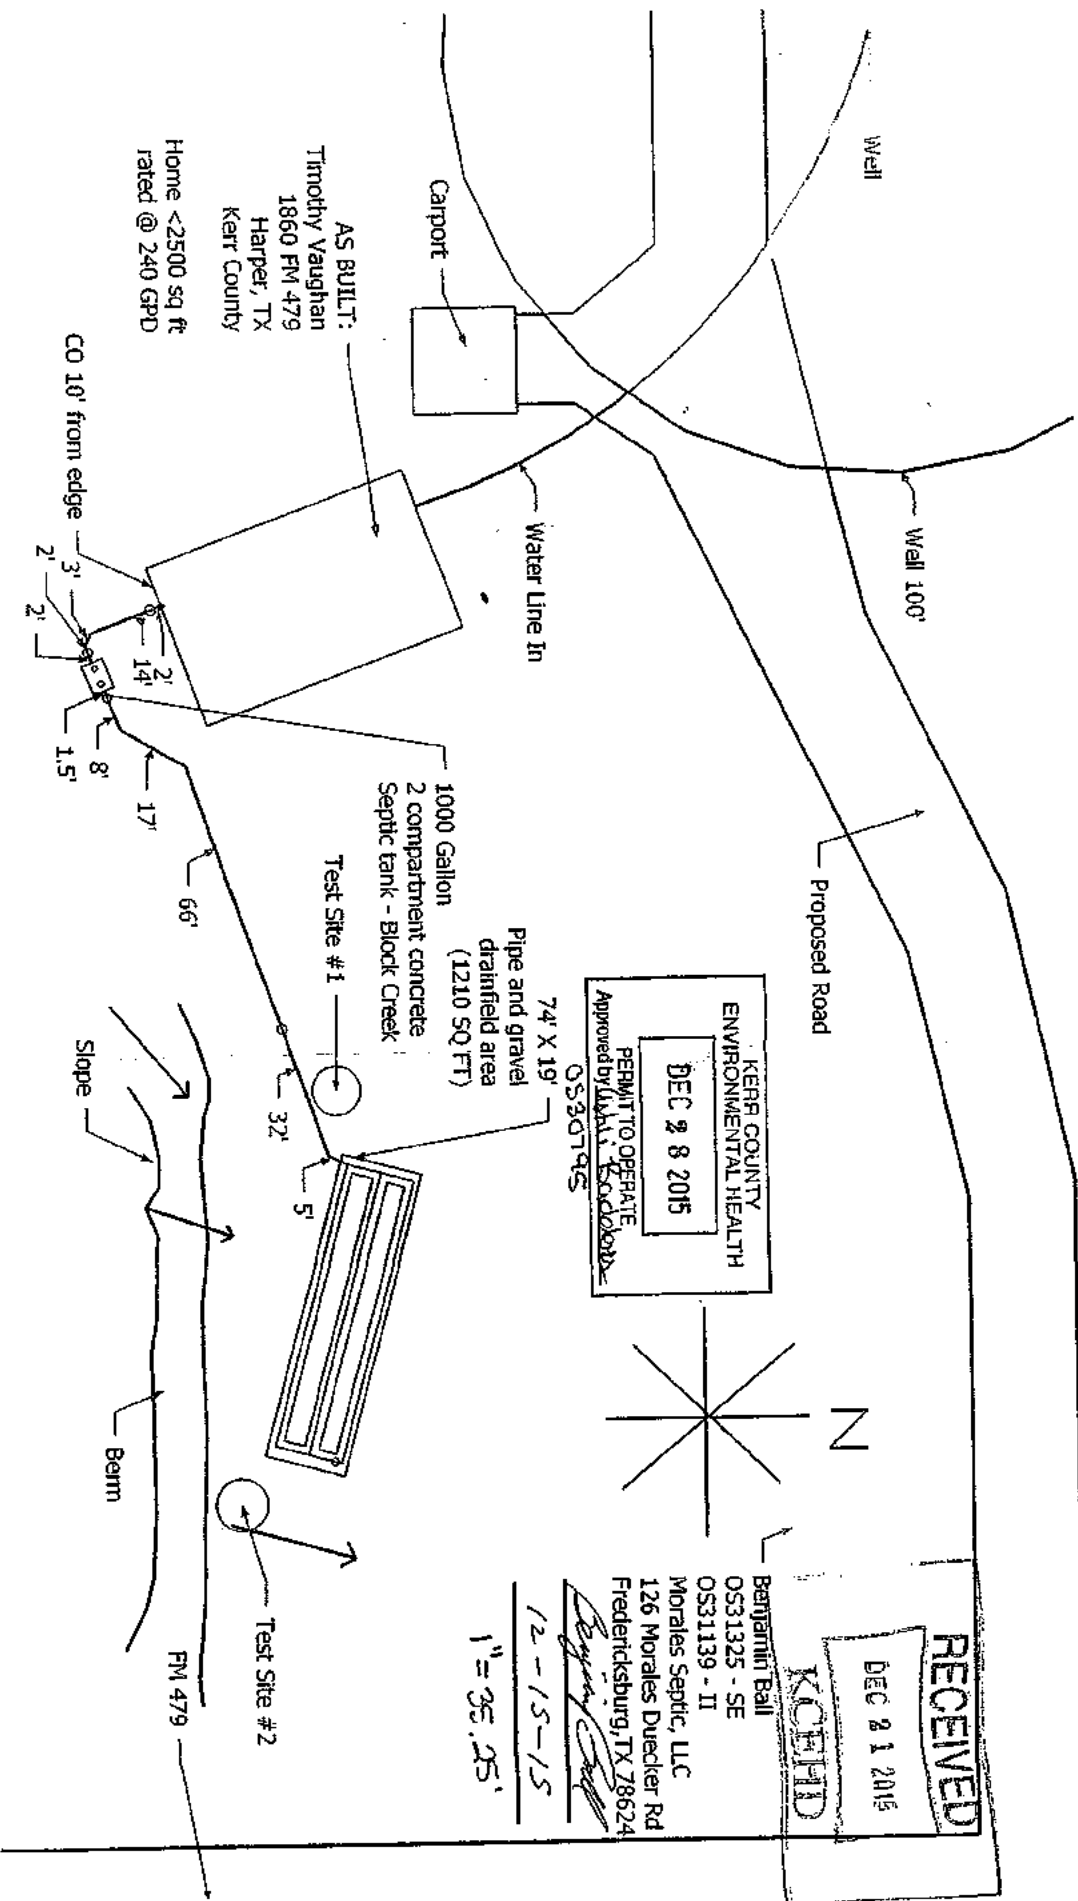 Well
Well 100'
Carport
Water Line In
Proposed Road
AS BUILT:
Timothy Vaughan
1860 FM 479
Harper, TX
Kerr County
Home <2500 sq ft
rated @ 240 GPD
CO 10' from edge
2'
14'
3'
2'
2'
1.5'
8'
17'
66'
32'
5'
1000 Gallon
2 compartment concrete
Septic tank - Block Creek
Test Site #1
74' X 19'
Pipe and gravel
drainfield area
(1210 SQ FT)
KERR COUNTY
ENVIRONMENTAL HEALTH
DEC 28 2015
PERMIT TO OPERATE
Approved by
OS30795
N
Slope
Berm
Test Site #2
FM 479
Benjamin Ball
OS31325 - SE
OS31139 - II
Morales Septic, LLC
126 Morales Duecker Rd
Fredericksburg, TX 78624
Benjamin Ball
12-15-15
1"=35.25'
RECEIVED
DEC 21 2015
KCEHD